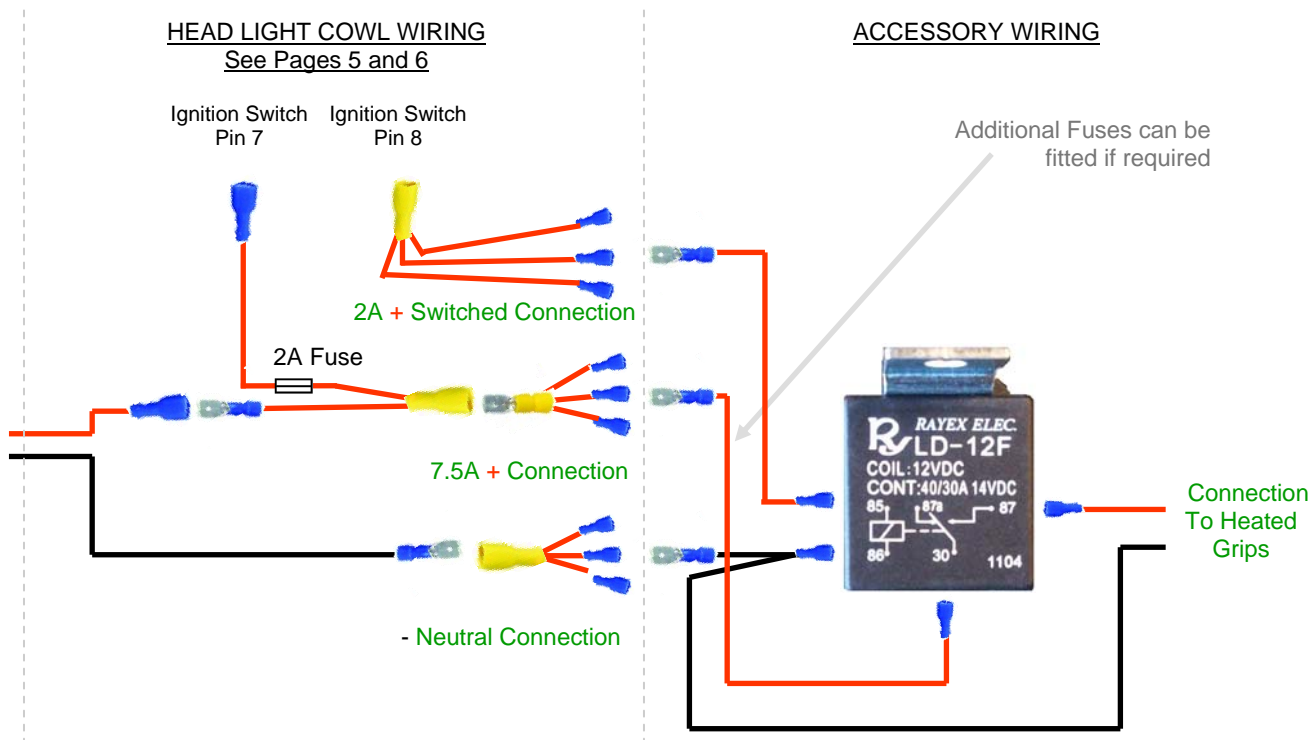 HEAD LIGHT COWL WIRING
See Pages 5 and 6
ACCESSORY WIRING
Ignition Switch
Pin 7
Ignition Switch
Pin 8
Additional Fuses can be
fitted if required
2A + Switched Connection
2A Fuse
7.5A + Connection
- Neutral Connection
R RAYEX ELEC.
LD-12F
COIL:12VDC
CONT:40/30A 14VDC
85 87a 87
86 30
1104
Connection
To Heated
Grips